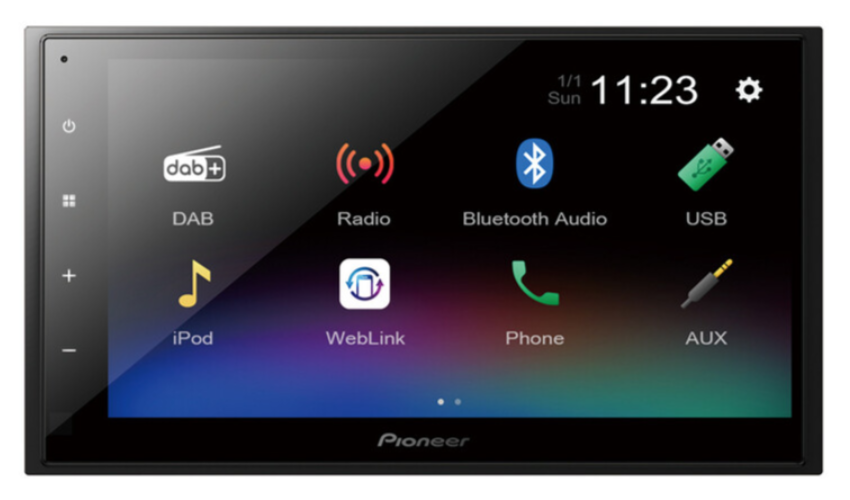 1/1
Sun 11:23
dab+
DAB
Radio
Bluetooth Audio
USB
iPod
WebLink
Phone
AUX
Pioneer